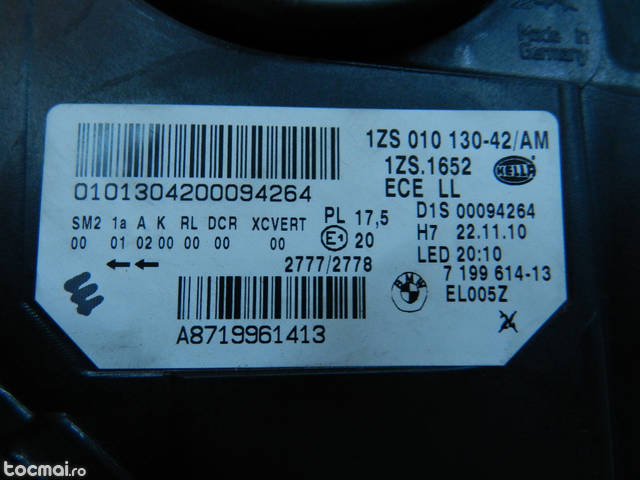 Made in
Germany
0101304200094264
SM2 1a A K RL DCR XCVERT
00 01 02 00 00 00 00
PL 17,5
E1 20
2777/2778
A8719961413
1ZS 010 130-42/AM
1ZS.1652
ECE LL
HELLA
D1S 00094264
H7 22.11.10
LED 20:10
7 199 614-13
EL005Z
BMW
tocmai.ro